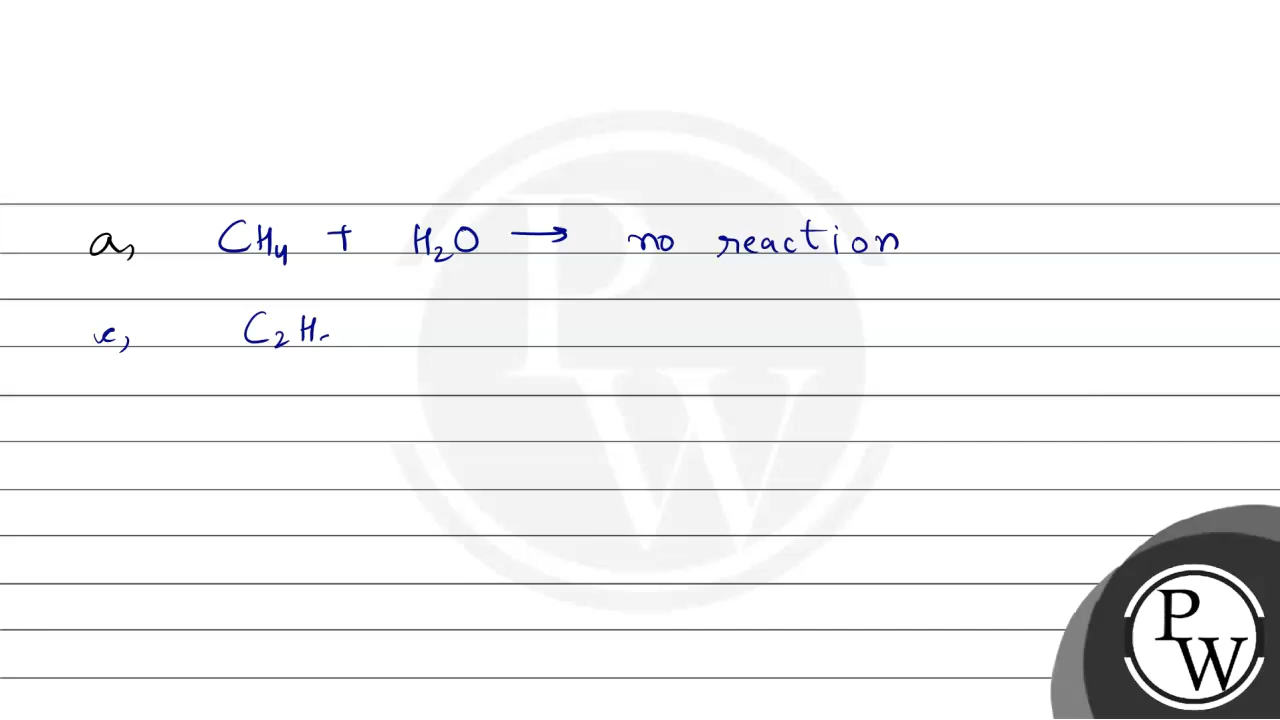 a, CH₄ + H₂O → no reaction
c, C₂H
P
W
P
W